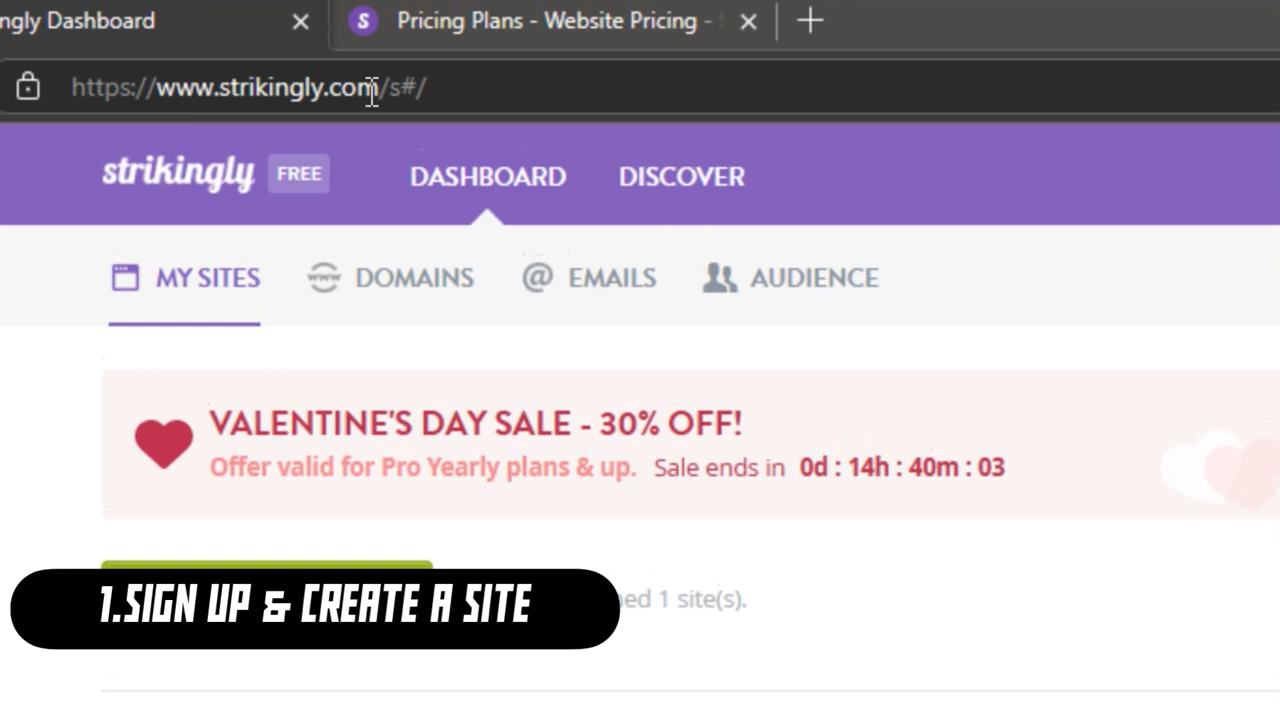 ngly Dashboard
S Pricing Plans - Website Pricing -
https://www.strikingly.com/s#/
strikingly FREE DASHBOARD DISCOVER
MY SITES www DOMAINS @ EMAILS AUDIENCE
VALENTINE'S DAY SALE - 30% OFF!
Offer valid for Pro Yearly plans & up. Sale ends in 0d : 14h : 40m : 03
1.SIGN UP & CREATE A SITE
ed 1 site(s).